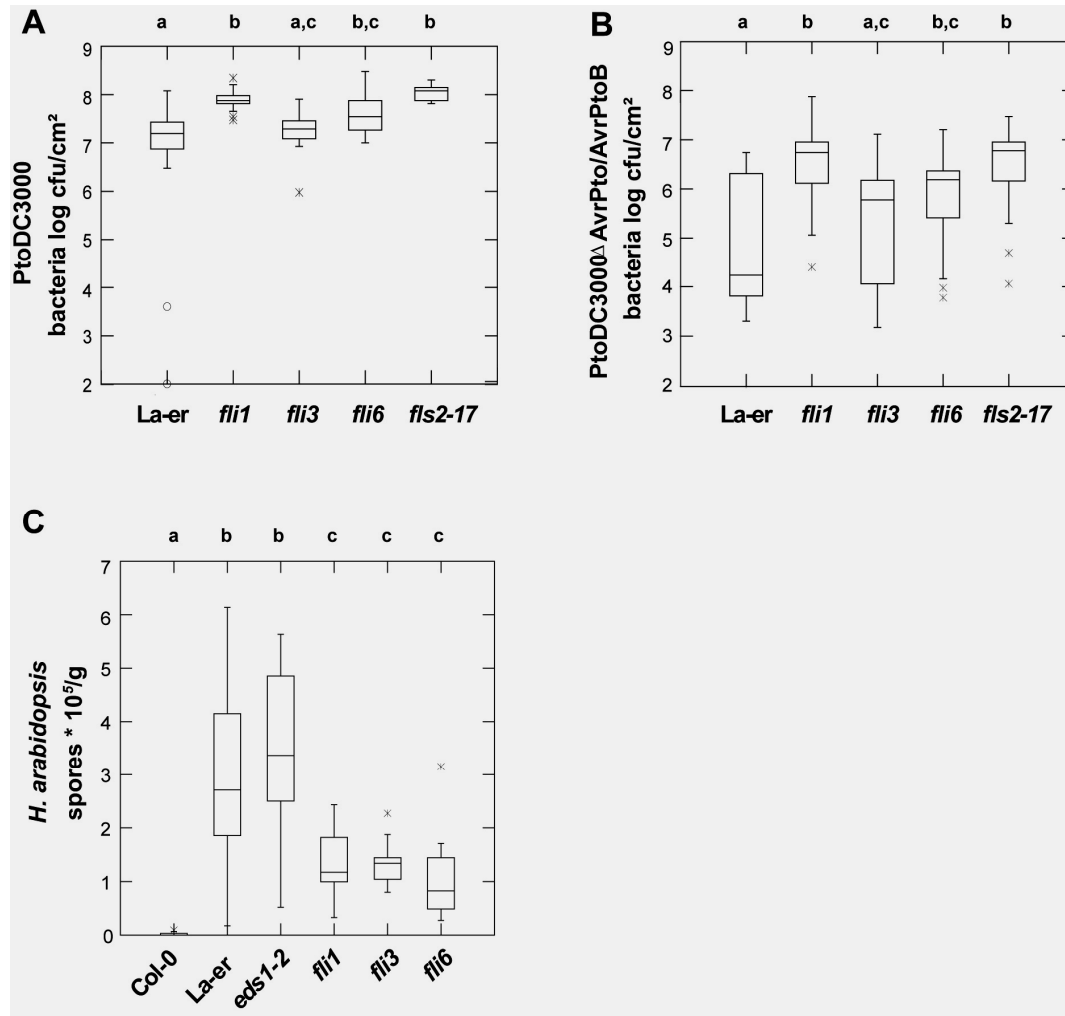 A
a b a,c b,c b
9
8
7
6
5
4
3
2
PtoDC3000
bacteria log cfu/cm²
La-er fli1 fli3 fli6 fls2-17
B
a b a,c b,c b
9
8
7
6
5
4
3
2
PtoDC3000Δ AvrPto/AvrPtoB
bacteria log cfu/cm²
La-er fli1 fli3 fli6 fls2-17
C
a b b c c c
7
6
5
4
3
2
1
0
H. arabidopsis
spores * 10⁵/g
Col-0 La-er eds1-2 fli1 fli3 fli6